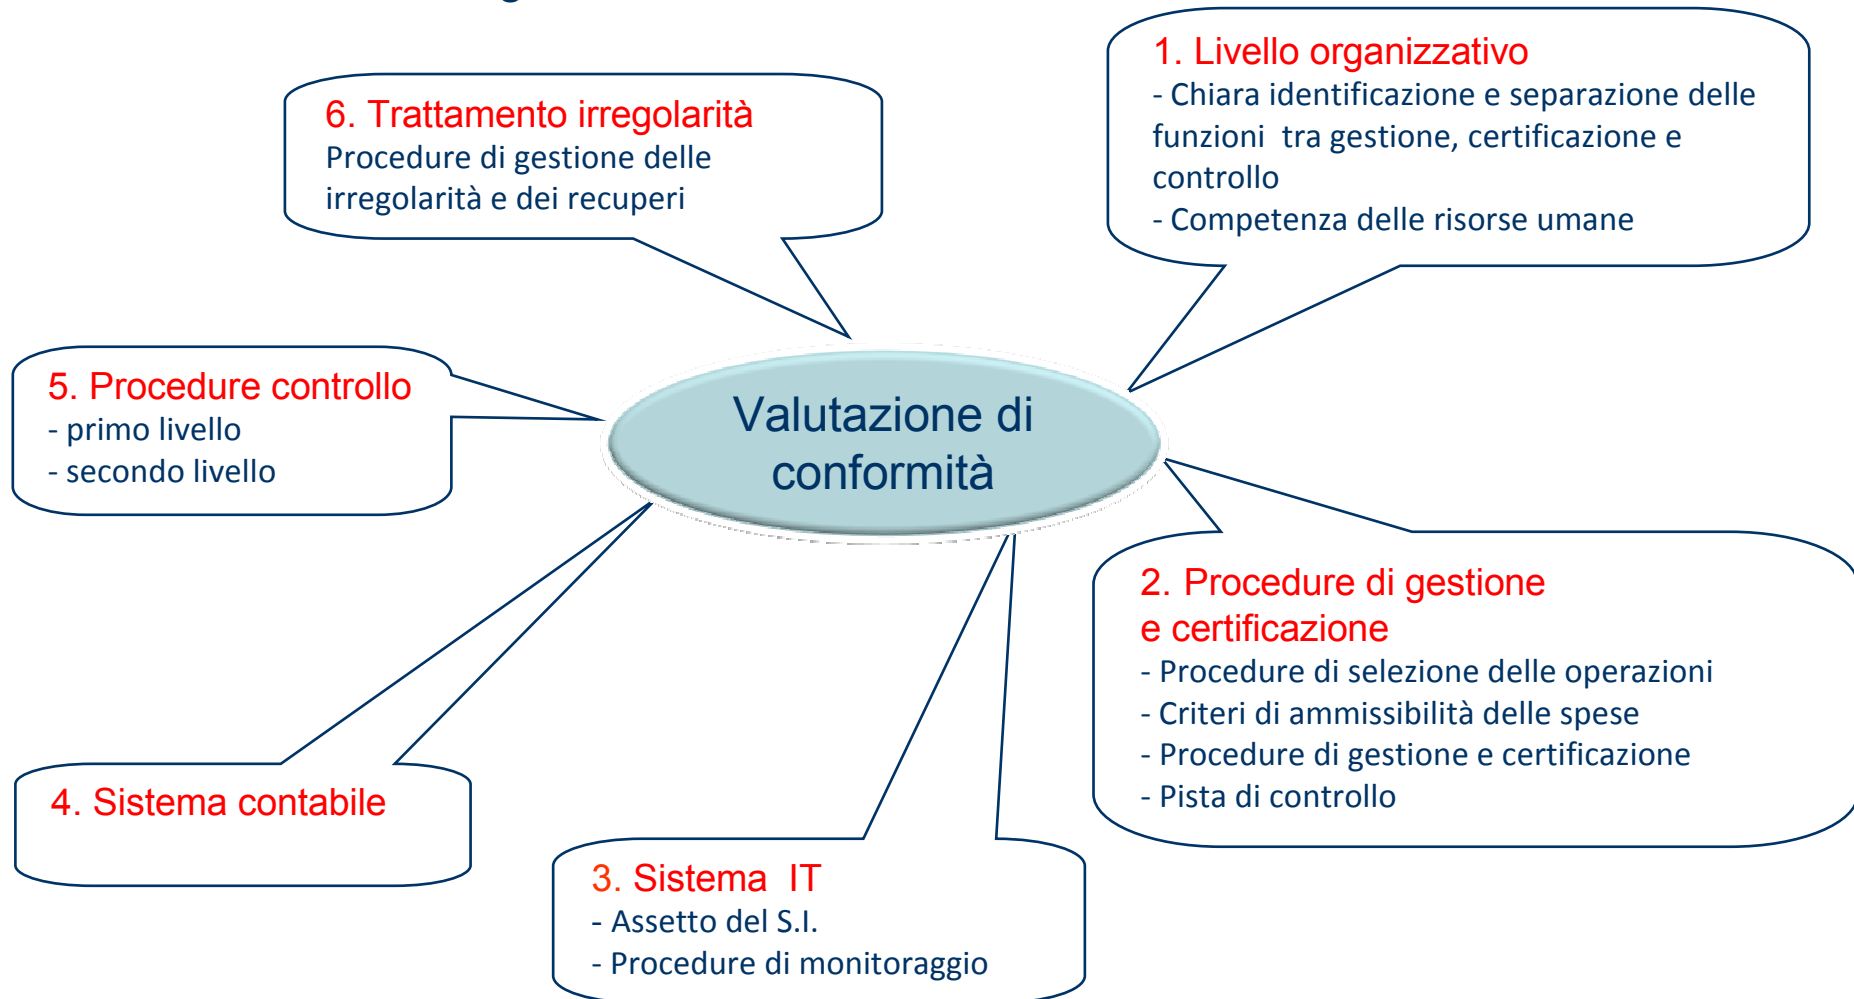 1. Livello organizzativo
- Chiara identificazione e separazione delle
funzioni tra gestione, certificazione e
controllo
- Competenza delle risorse umane
6. Trattamento irregolarità
Procedure di gestione delle
irregolarità e dei recuperi
5. Procedure controllo
- primo livello
- secondo livello
Valutazione di
conformità
2. Procedure di gestione
e certificazione
- Procedure di selezione delle operazioni
- Criteri di ammissibilità delle spese
- Procedure di gestione e certificazione
- Pista di controllo
4. Sistema contabile
3. Sistema IT
- Assetto del S.I.
- Procedure di monitoraggio